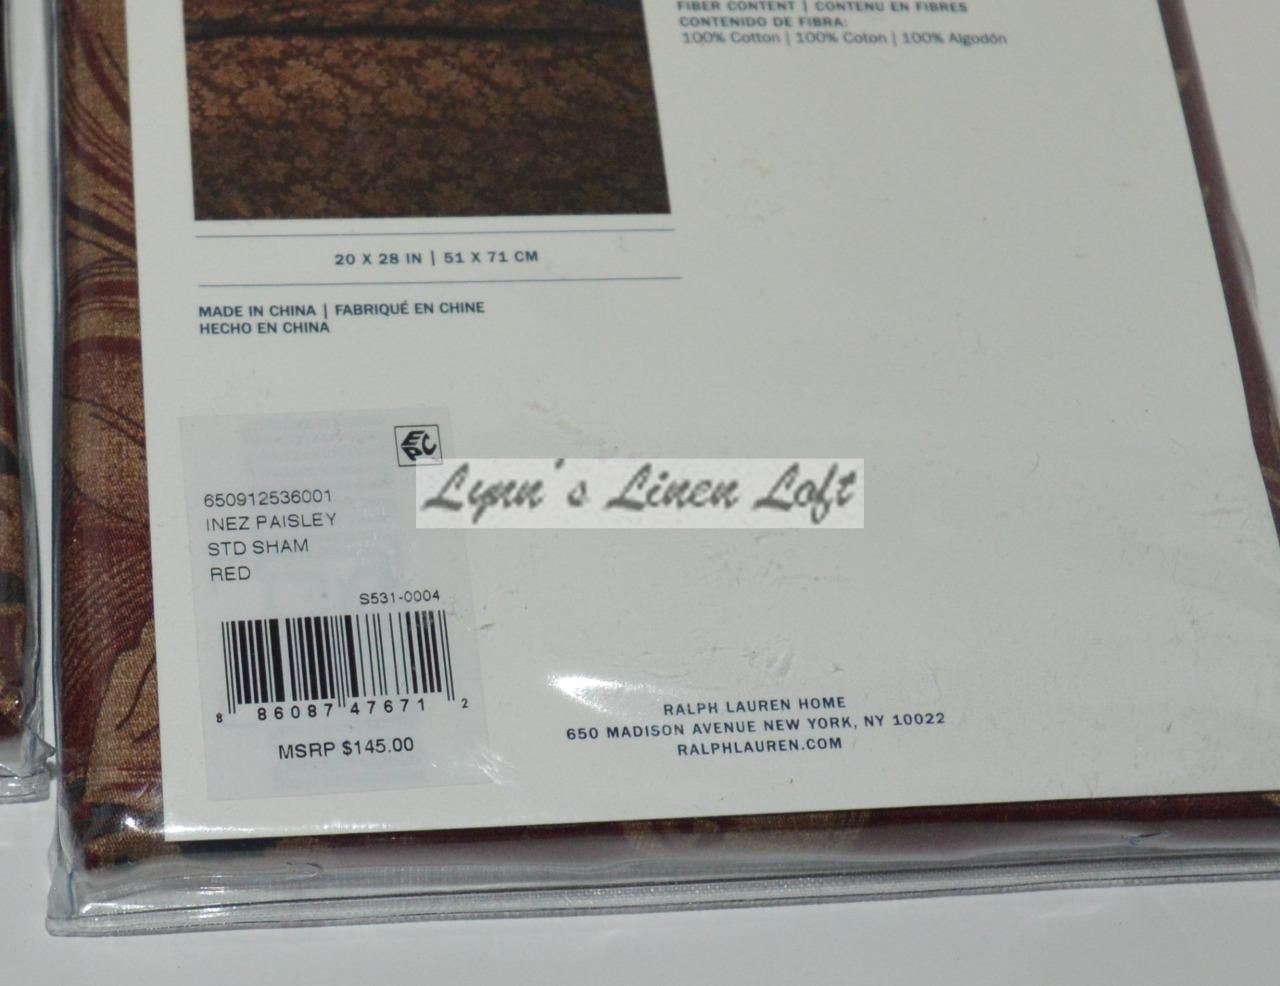 FIBER CONTENT | CONTENU EN FIBRES
CONTENIDO DE FIBRA:
100% Cotton | 100% Coton | 100% Algodón
20 X 28 IN | 51 X 71 CM
MADE IN CHINA | FABRIQUÉ EN CHINE
HECHO EN CHINA
EPC
Lynn's Linen Loft
650912536001
INEZ PAISLEY
STD SHAM
RED
S531-0004
8 86087 47671 2
MSRP $145.00
RALPH LAUREN HOME
650 MADISON AVENUE NEW YORK, NY 10022
RALPHLAUREN.COM